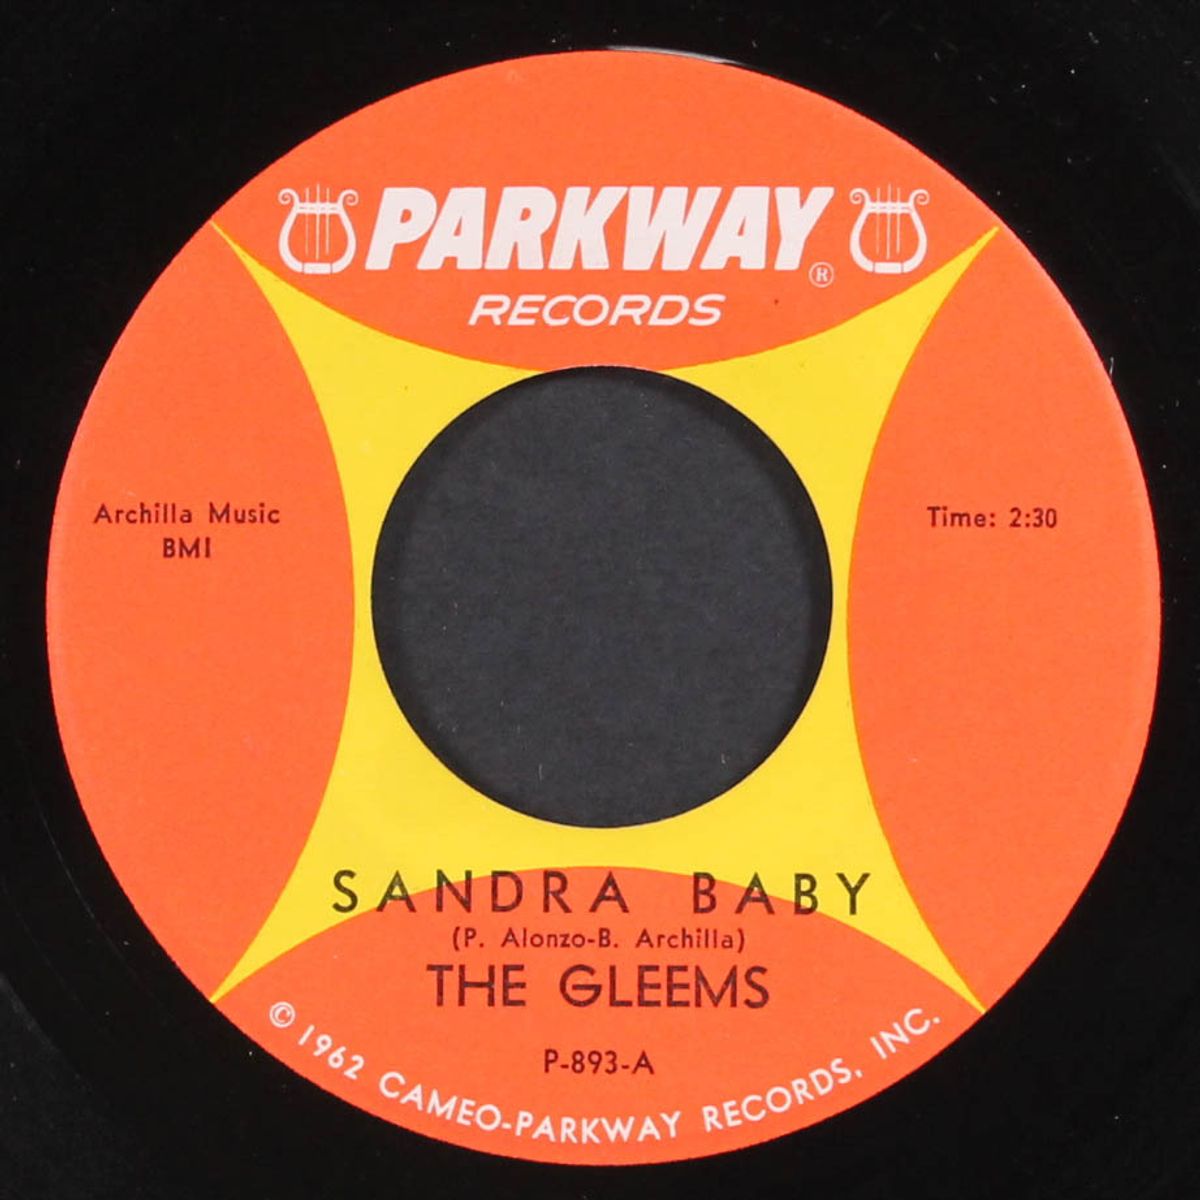 PARKWAY ®
RECORDS
Archilla Music
BMI
Time: 2:30
SANDRA BABY
(P. Alonzo-B. Archilla)
THE GLEEMS
P-893-A
© 1962 CAMEO-PARKWAY RECORDS, INC.